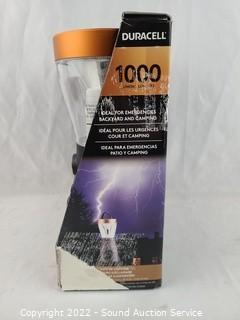 DURACELL
1000
LUMENS
IDEAL FOR EMERGENCIES
BACKYARD AND CAMPING
IDÉAL POUR LES URGENCES
COUR ET CAMPING
IDEAL PARA EMERGENCIAS
PATIO Y CAMPING
Copyright 2022 - Sound Auction Service